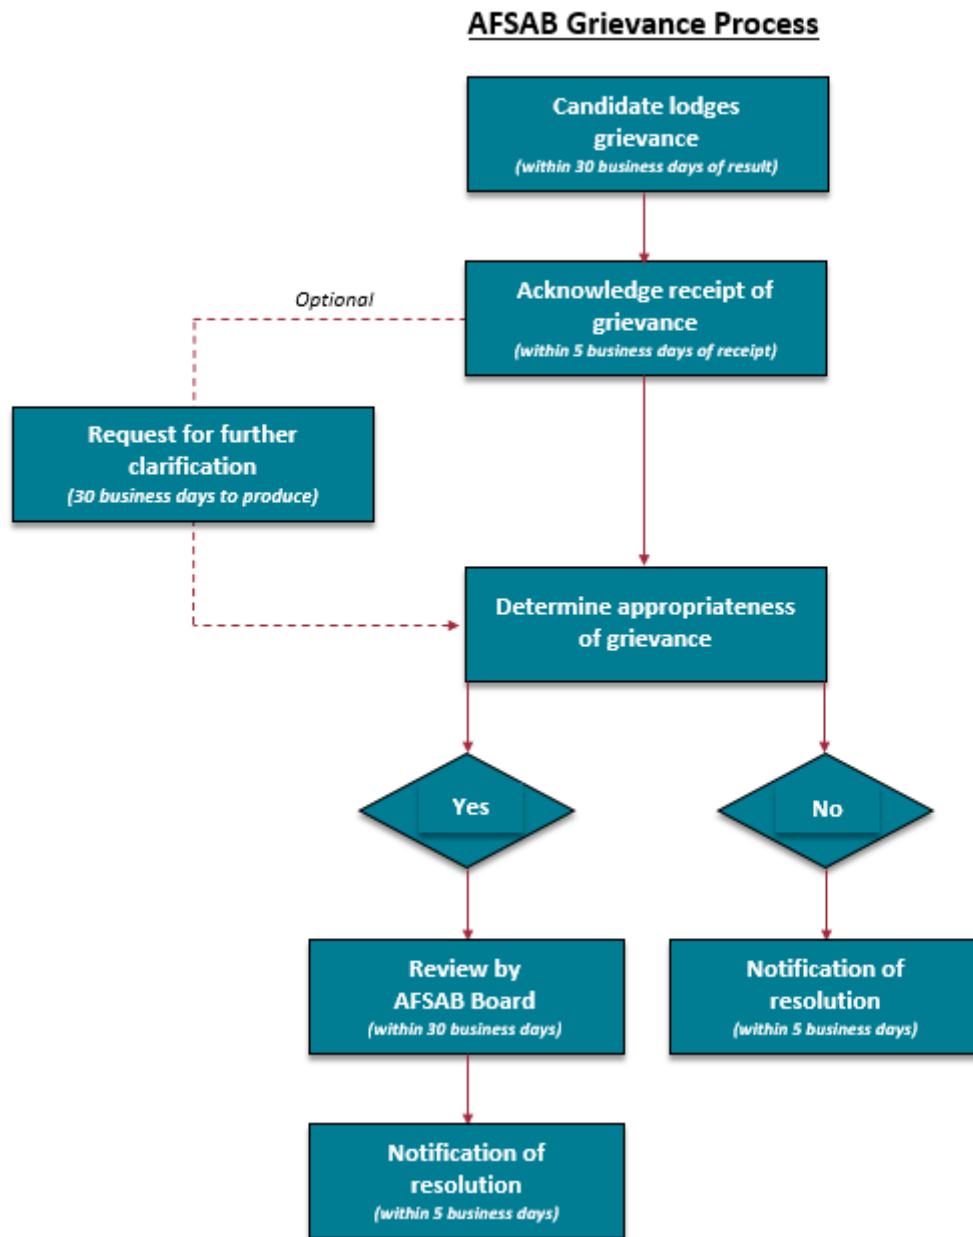 AFSAB Grievance Process
Candidate lodges
grievance
(within 30 business days of result)
Acknowledge receipt of
grievance
(within 5 business days of receipt)
Optional
Request for further
clarification
(30 business days to produce)
Determine appropriateness
of grievance
Yes
No
Review by
AFSAB Board
(within 30 business days)
Notification of
resolution
(within 5 business days)
Notification of
resolution
(within 5 business days)